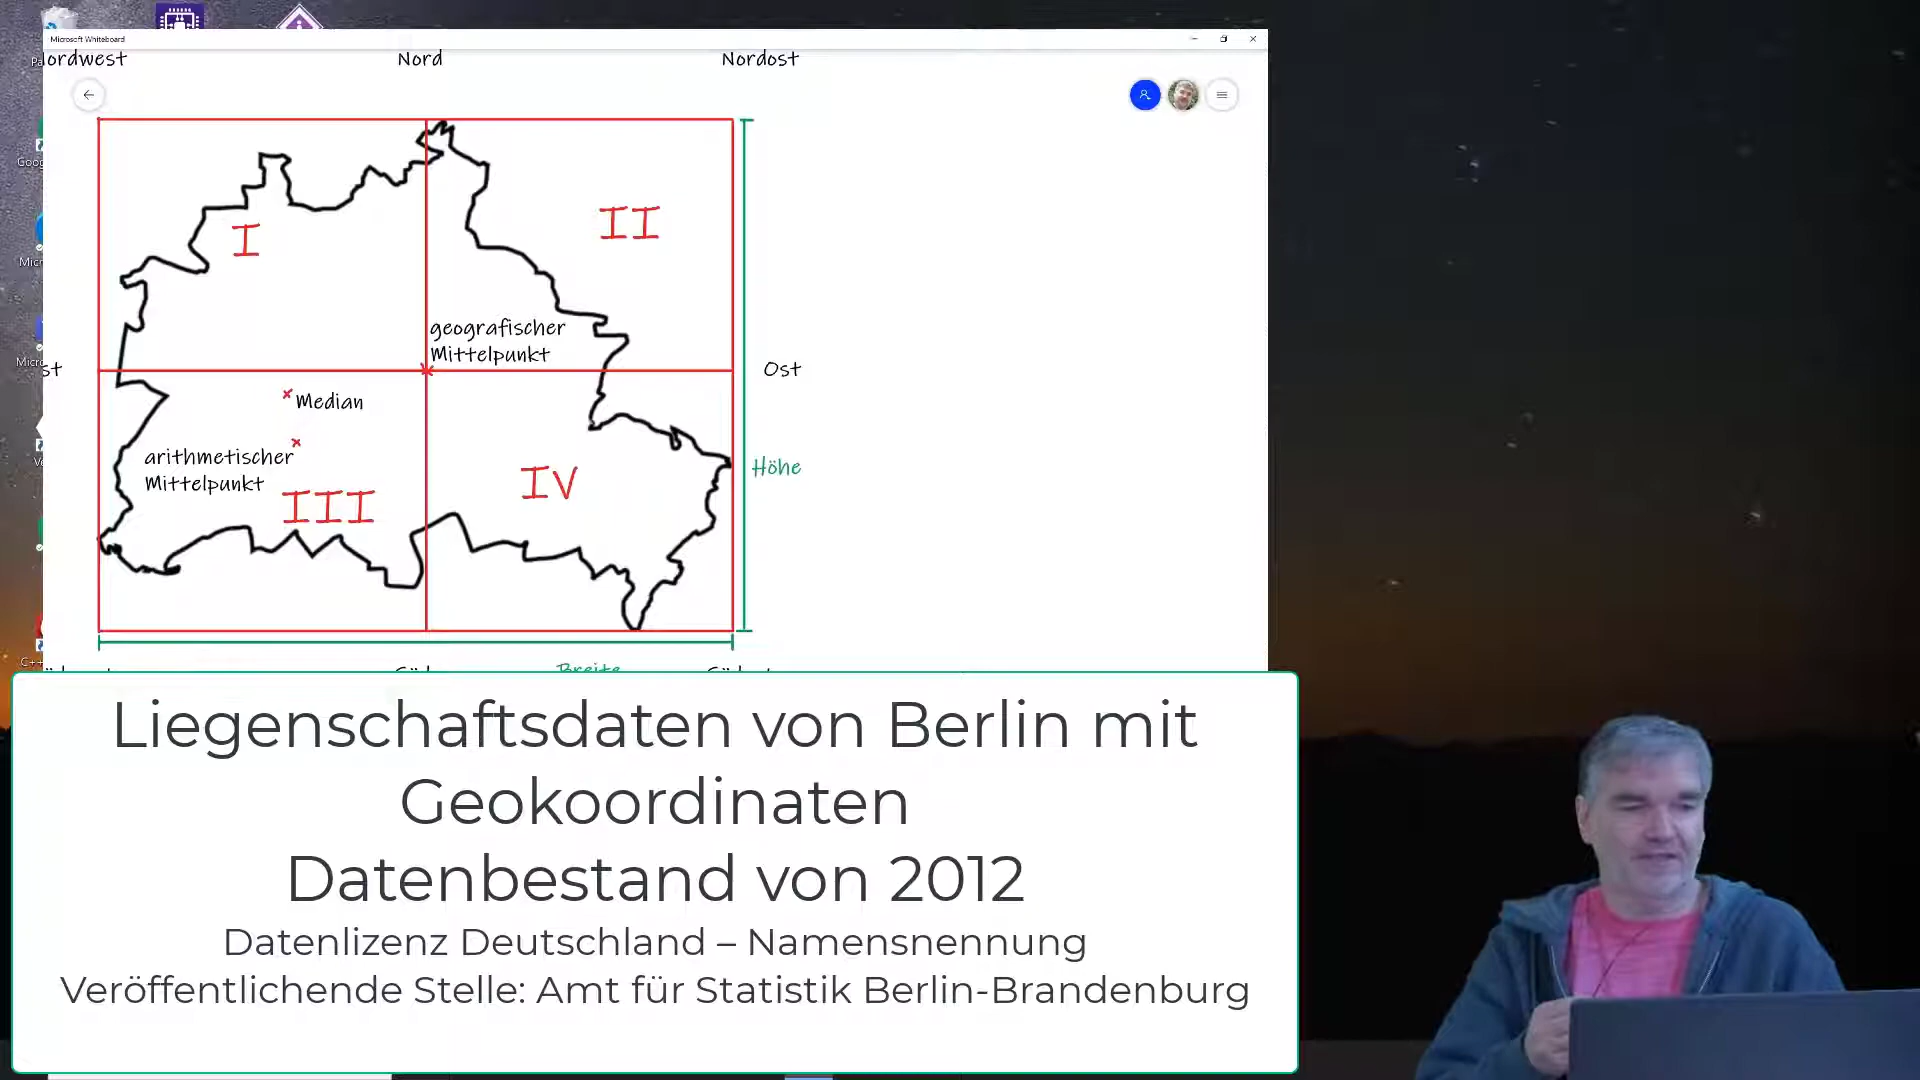 Microsoft Whiteboard
ordwest Nord Nordost
I
II
geografischer
Mittelpunkt
st
Ost
Median
arithmetischer
Mittelpunkt
III
IV
Höhe
Breite
Liegenschaftsdaten von Berlin mit
Geokoordinaten
Datenbestand von 2012
Datenlizenz Deutschland – Namensnennung
Veröffentlichende Stelle: Amt für Statistik Berlin-Brandenburg